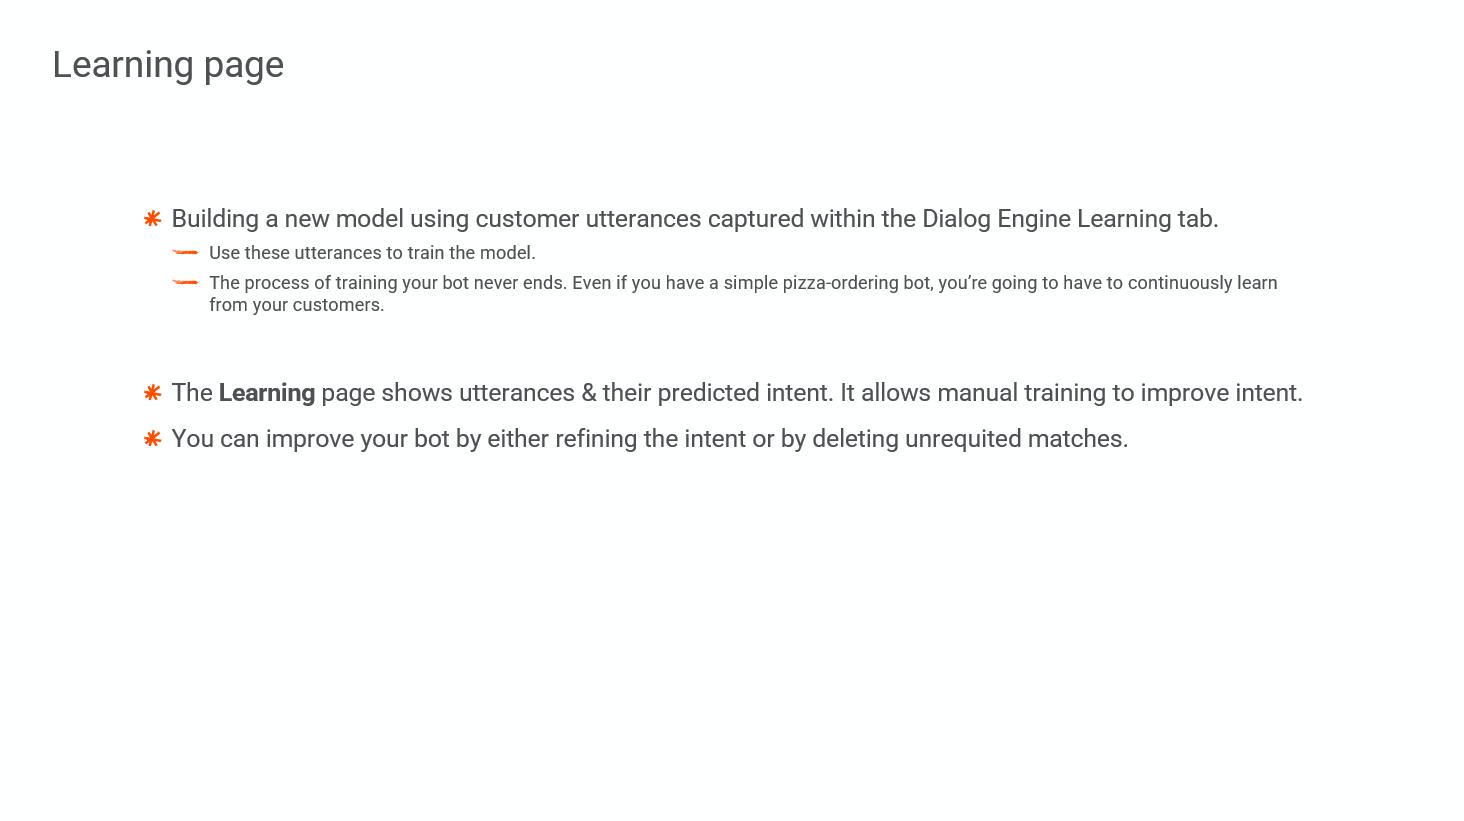 Learning page
Building a new model using customer utterances captured within the Dialog Engine Learning tab.
Use these utterances to train the model.
The process of training your bot never ends. Even if you have a simple pizza-ordering bot, you’re going to have to continuously learn
from your customers.
The Learning page shows utterances & their predicted intent. It allows manual training to improve intent.
You can improve your bot by either refining the intent or by deleting unrequited matches.